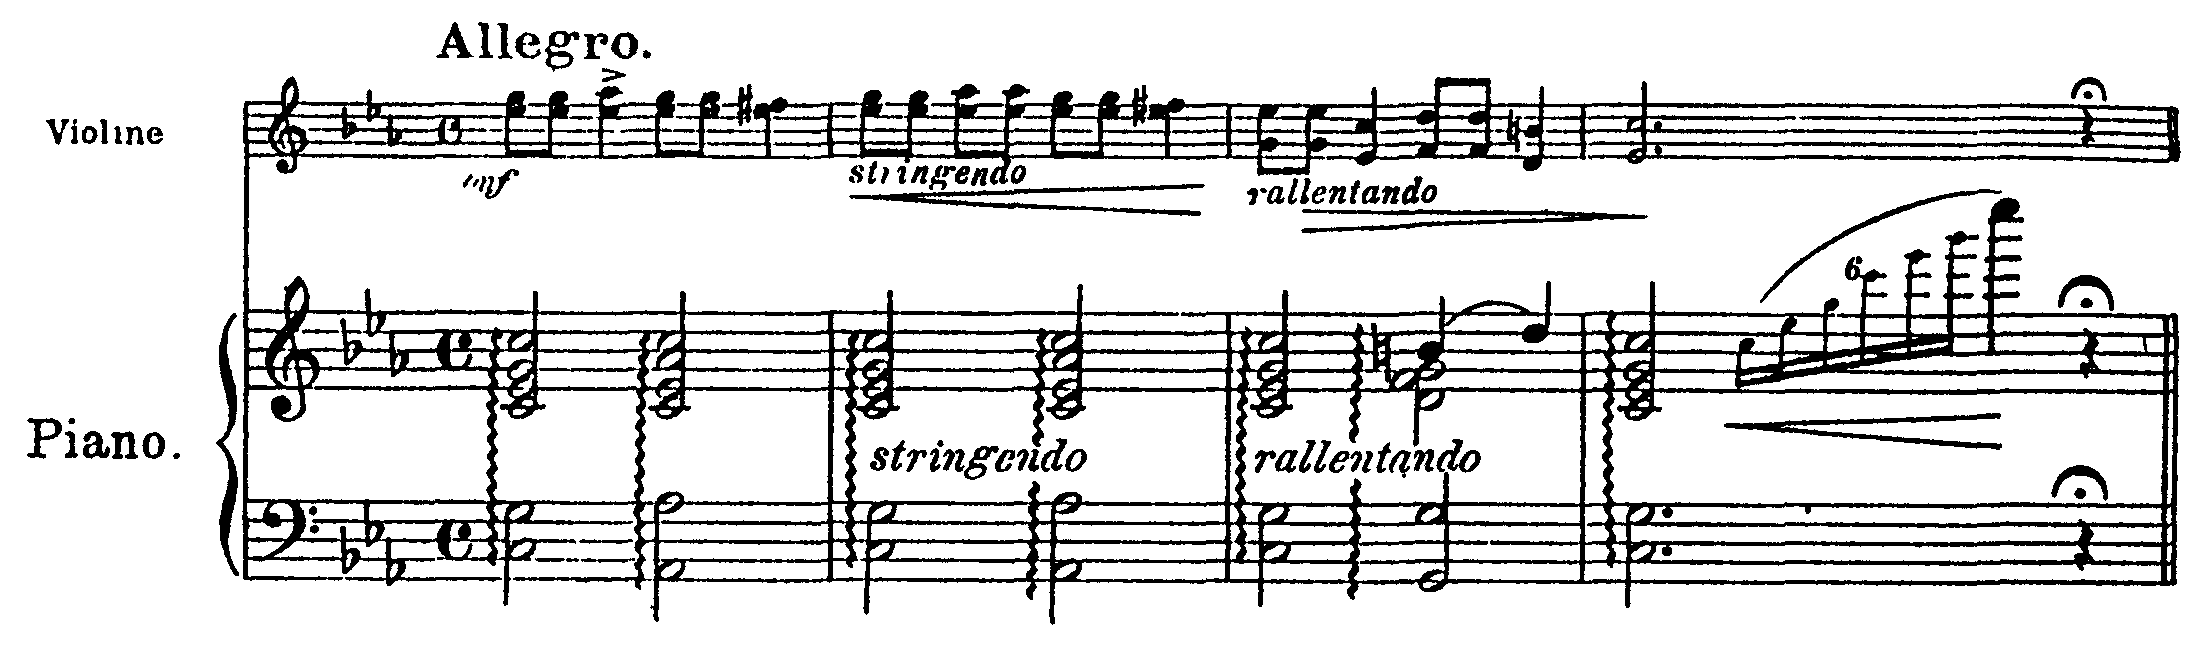 Allegro.
Violine
mf
stringendo
rallentando
6
Piano.
stringendo
rallentando